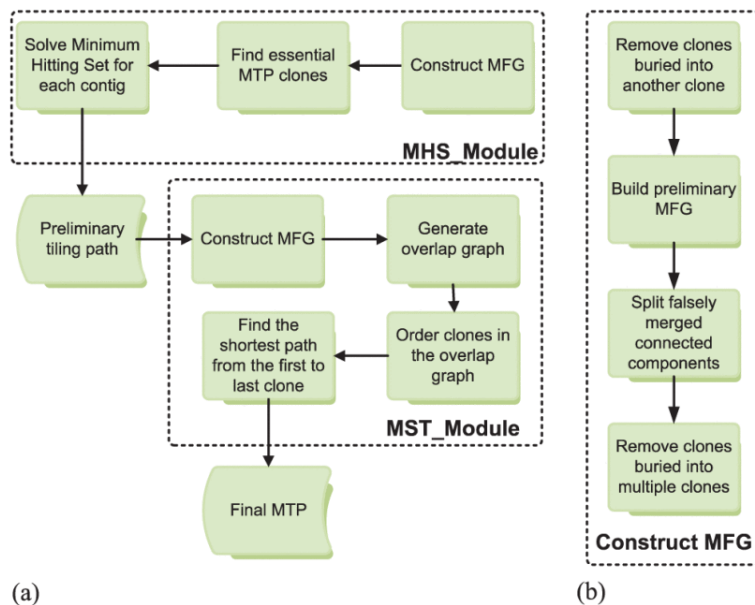 Solve Minimum
Hitting Set for
each contig
Find essential
MTP clones
Construct MFG
MHS_Module
Preliminary
tiling path
Construct MFG
Generate
overlap graph
Find the
shortest path
from the first to
last clone
Order clones in
the overlap
graph
MST_Module
Final MTP
(a)
Remove clones
buried into
another clone
Build preliminary
MFG
Split falsely
merged
connected
components
Remove clones
buried into
multiple clones
Construct MFG
(b)